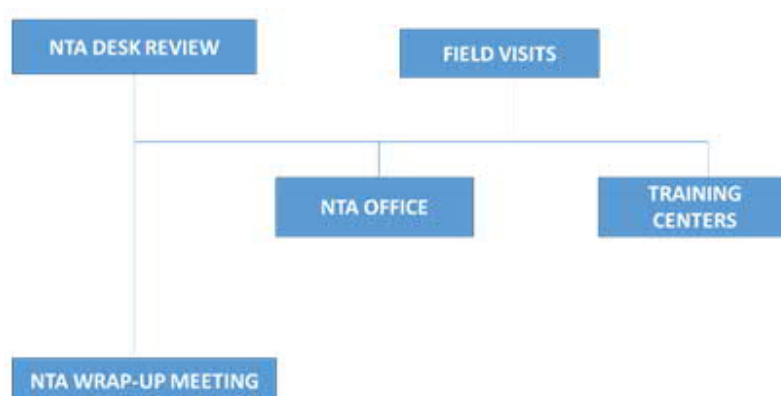 NTA DESK REVIEW
FIELD VISITS
NTA OFFICE
TRAINING
CENTERS
NTA WRAP-UP MEETING